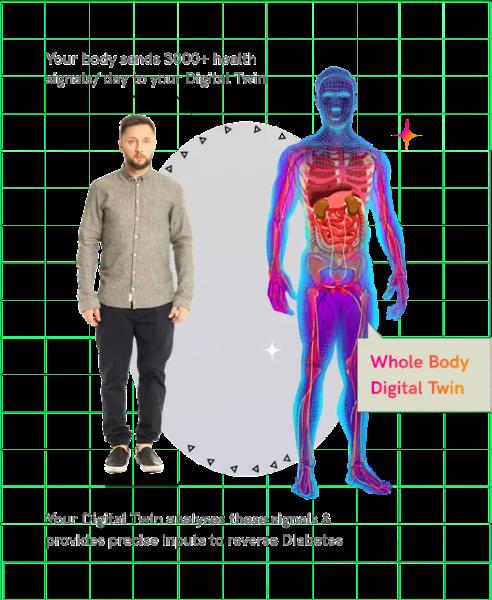 Your body sends 3000+ health
signals/ day to your Digital Twin
Whole Body
Digital Twin
Your Digital Twin analyses these signals &
provides precise inputs to reverse Diabetes